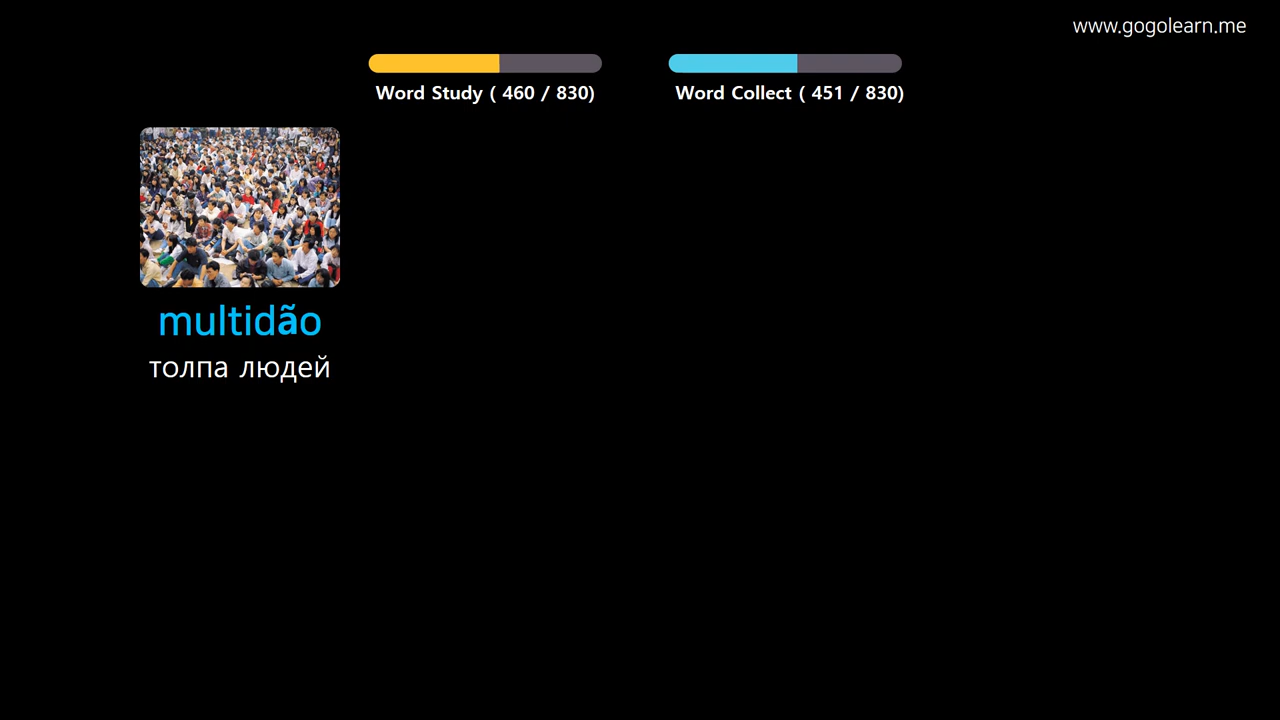 www.gogolearn.me
Word Study ( 460 / 830)
Word Collect ( 451 / 830)
multidão
толпа людей